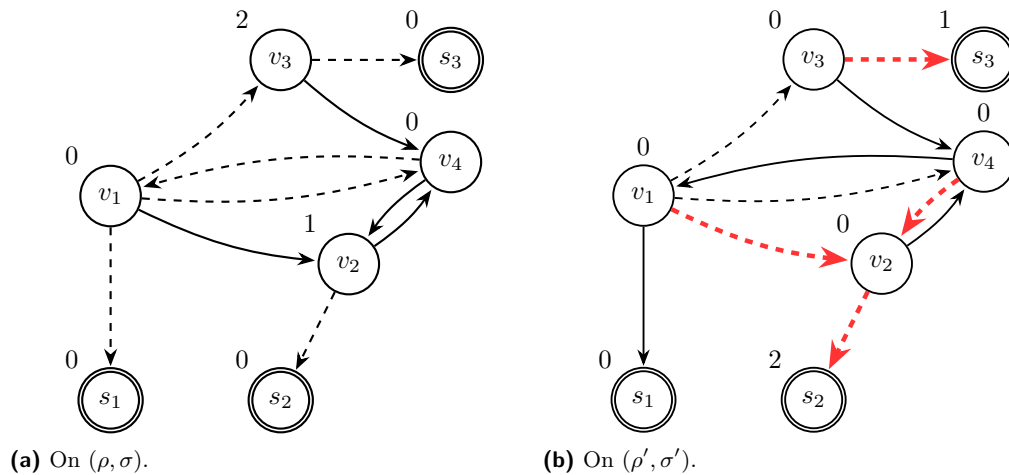 2
0
0
1
v₃
s₃
v₃
s₃
0
0
0
0
v₄
v₄
v₁
v₁
1
0
v₂
v₂
0
0
0
2
s₁
s₂
s₁
s₂
(a) On (ρ, σ).
(b) On (ρ′, σ′).